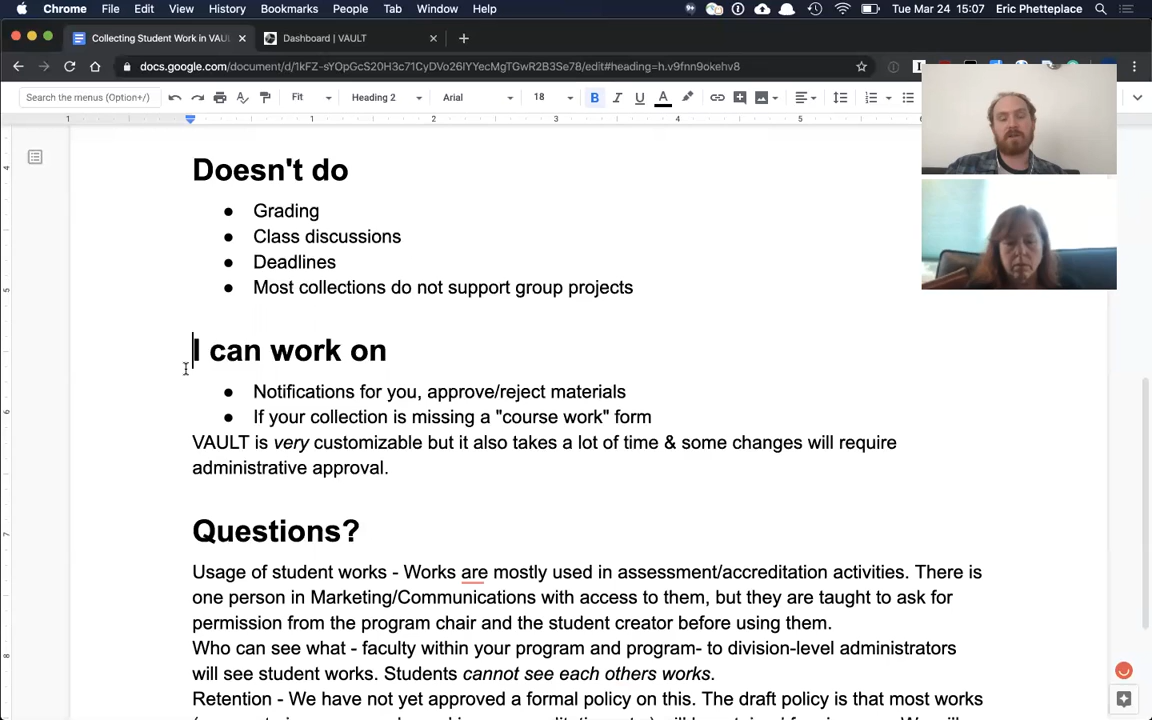 Chrome File Edit View History Bookmarks People Tab Window Help Tue Mar 24 15:07 Eric Phetteplace
Collecting Student Work in VAU Dashboard | VAULT
docs.google.com/document/d/1kFZ-sYOpGcS20H3c71CyDVo26IYYecMgTGwR2B3Se78/edit#heading=h.v9fnn9okehv8
Search the menus (Option+/) Fit Heading 2 Arial 18 B I U A
1 1 2 3 4 5
Doesn't do
● Grading
● Class discussions
● Deadlines
● Most collections do not support group projects
I can work on
● Notifications for you, approve/reject materials
● If your collection is missing a "course work" form
VAULT is very customizable but it also takes a lot of time & some changes will require
administrative approval.
Questions?
Usage of student works - Works are mostly used in assessment/accreditation activities. There is
one person in Marketing/Communications with access to them, but they are taught to ask for
permission from the program chair and the student creator before using them.
Who can see what - faculty within your program and program- to division-level administrators
will see student works. Students cannot see each others works.
Retention - We have not yet approved a formal policy on this. The draft policy is that most works